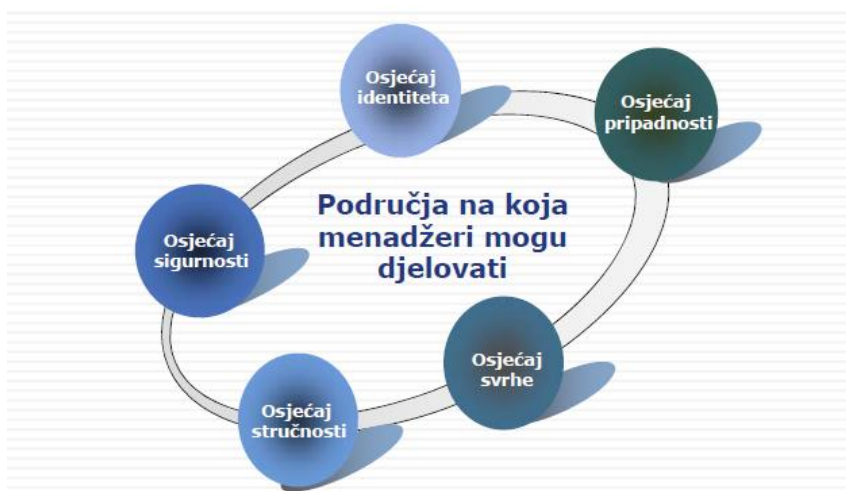 Osjećaj
identiteta
Osjećaj
pripadnosti
Područja na koja
menadžeri mogu
djelovati
Osjećaj
sigurnosti
Osjećaj
svrhe
Osjećaj
stručnosti